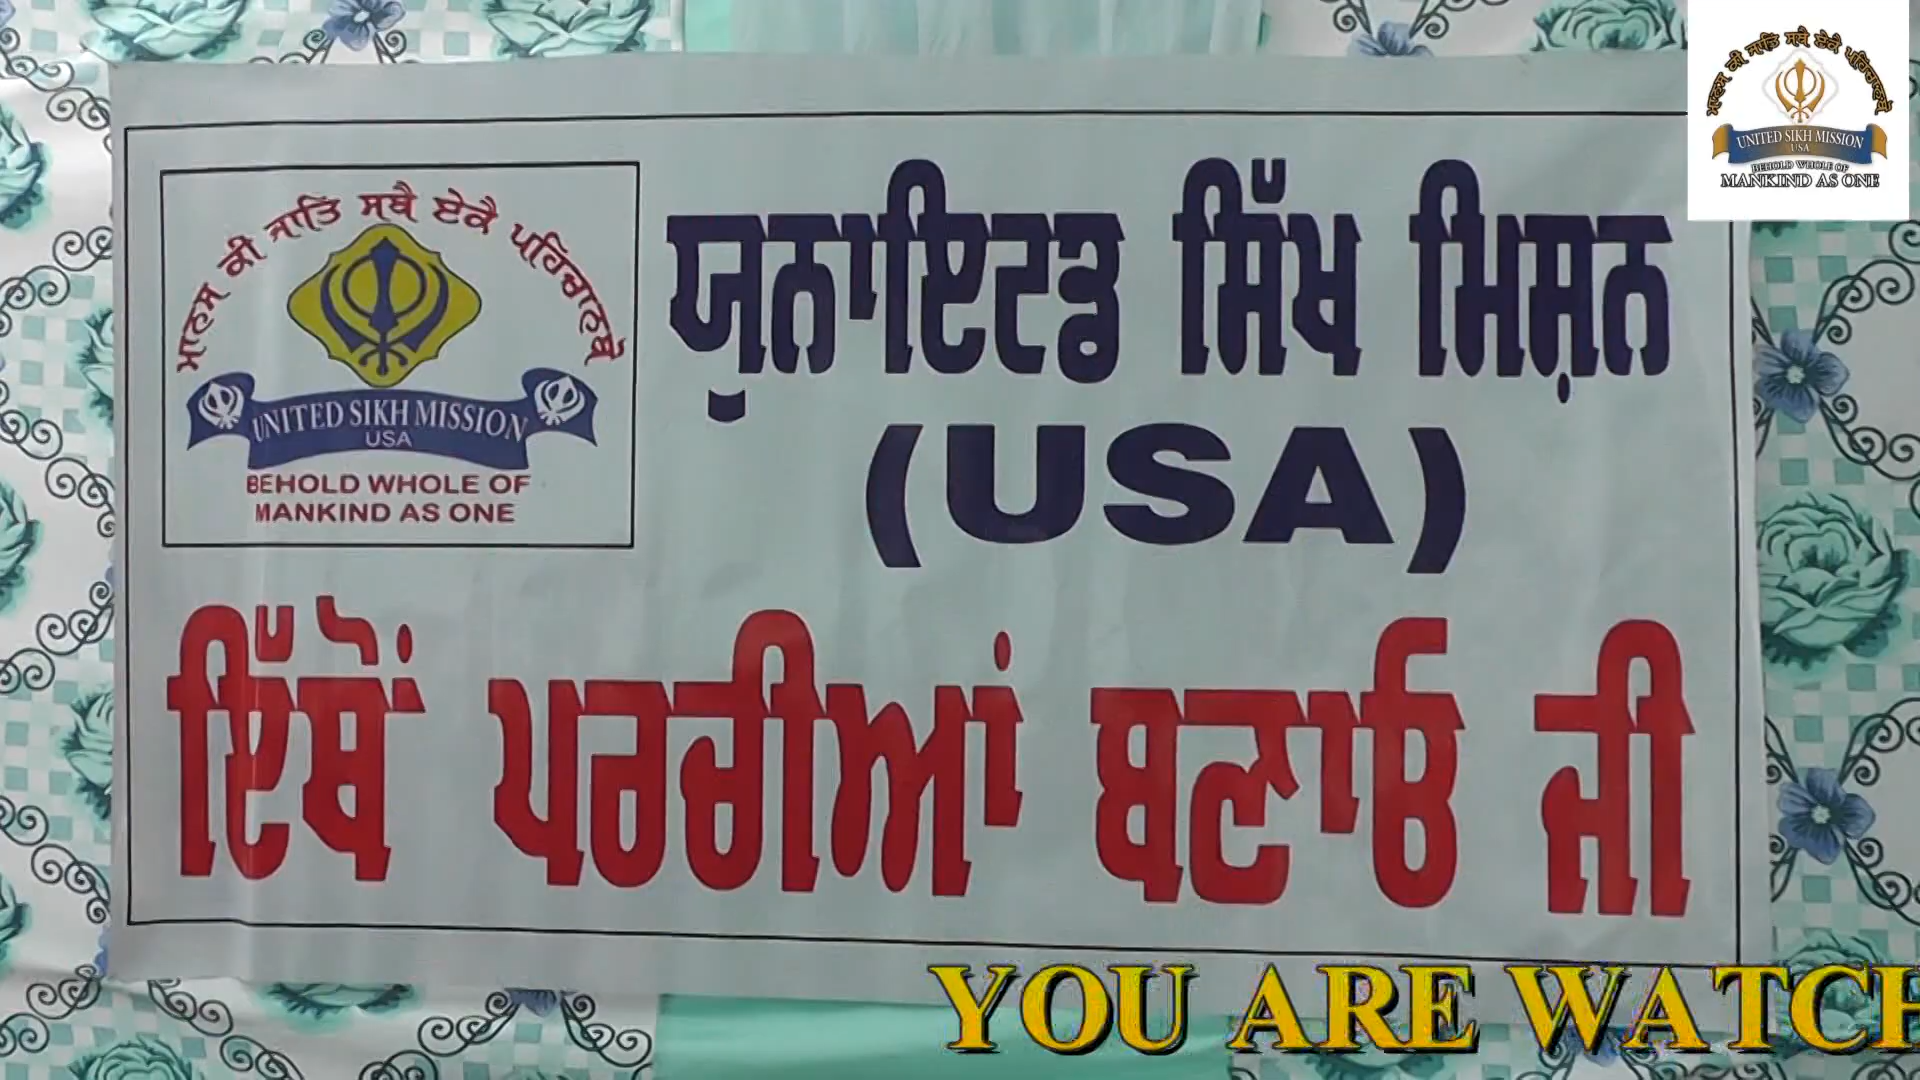 ਮਾਨਸ ਕੀ ਜਾਤਿ ਸਬੈ ਏਕੈ ਪਹਿਚਾਨਬੋ
UNITED SIKH MISSION
USA
BEHOLD WHOLE OF
MANKIND AS ONE
ਯੂਨਾਇਟਡ ਸਿੱਖ ਮਿਸ਼ਨ
(USA)
ਇੱਥੋਂ ਪਰਚੀਆਂ ਬਣਾਓ ਜੀ
ਮਾਨਸ ਕੀ ਜਾਤਿ ਸਬੈ ਏਕੈ ਪਹਿਚਾਨਬੋ
UNITED SIKH MISSION
USA
BEHOLD WHOLE OF
MANKIND AS ONE
YOU ARE WATCH